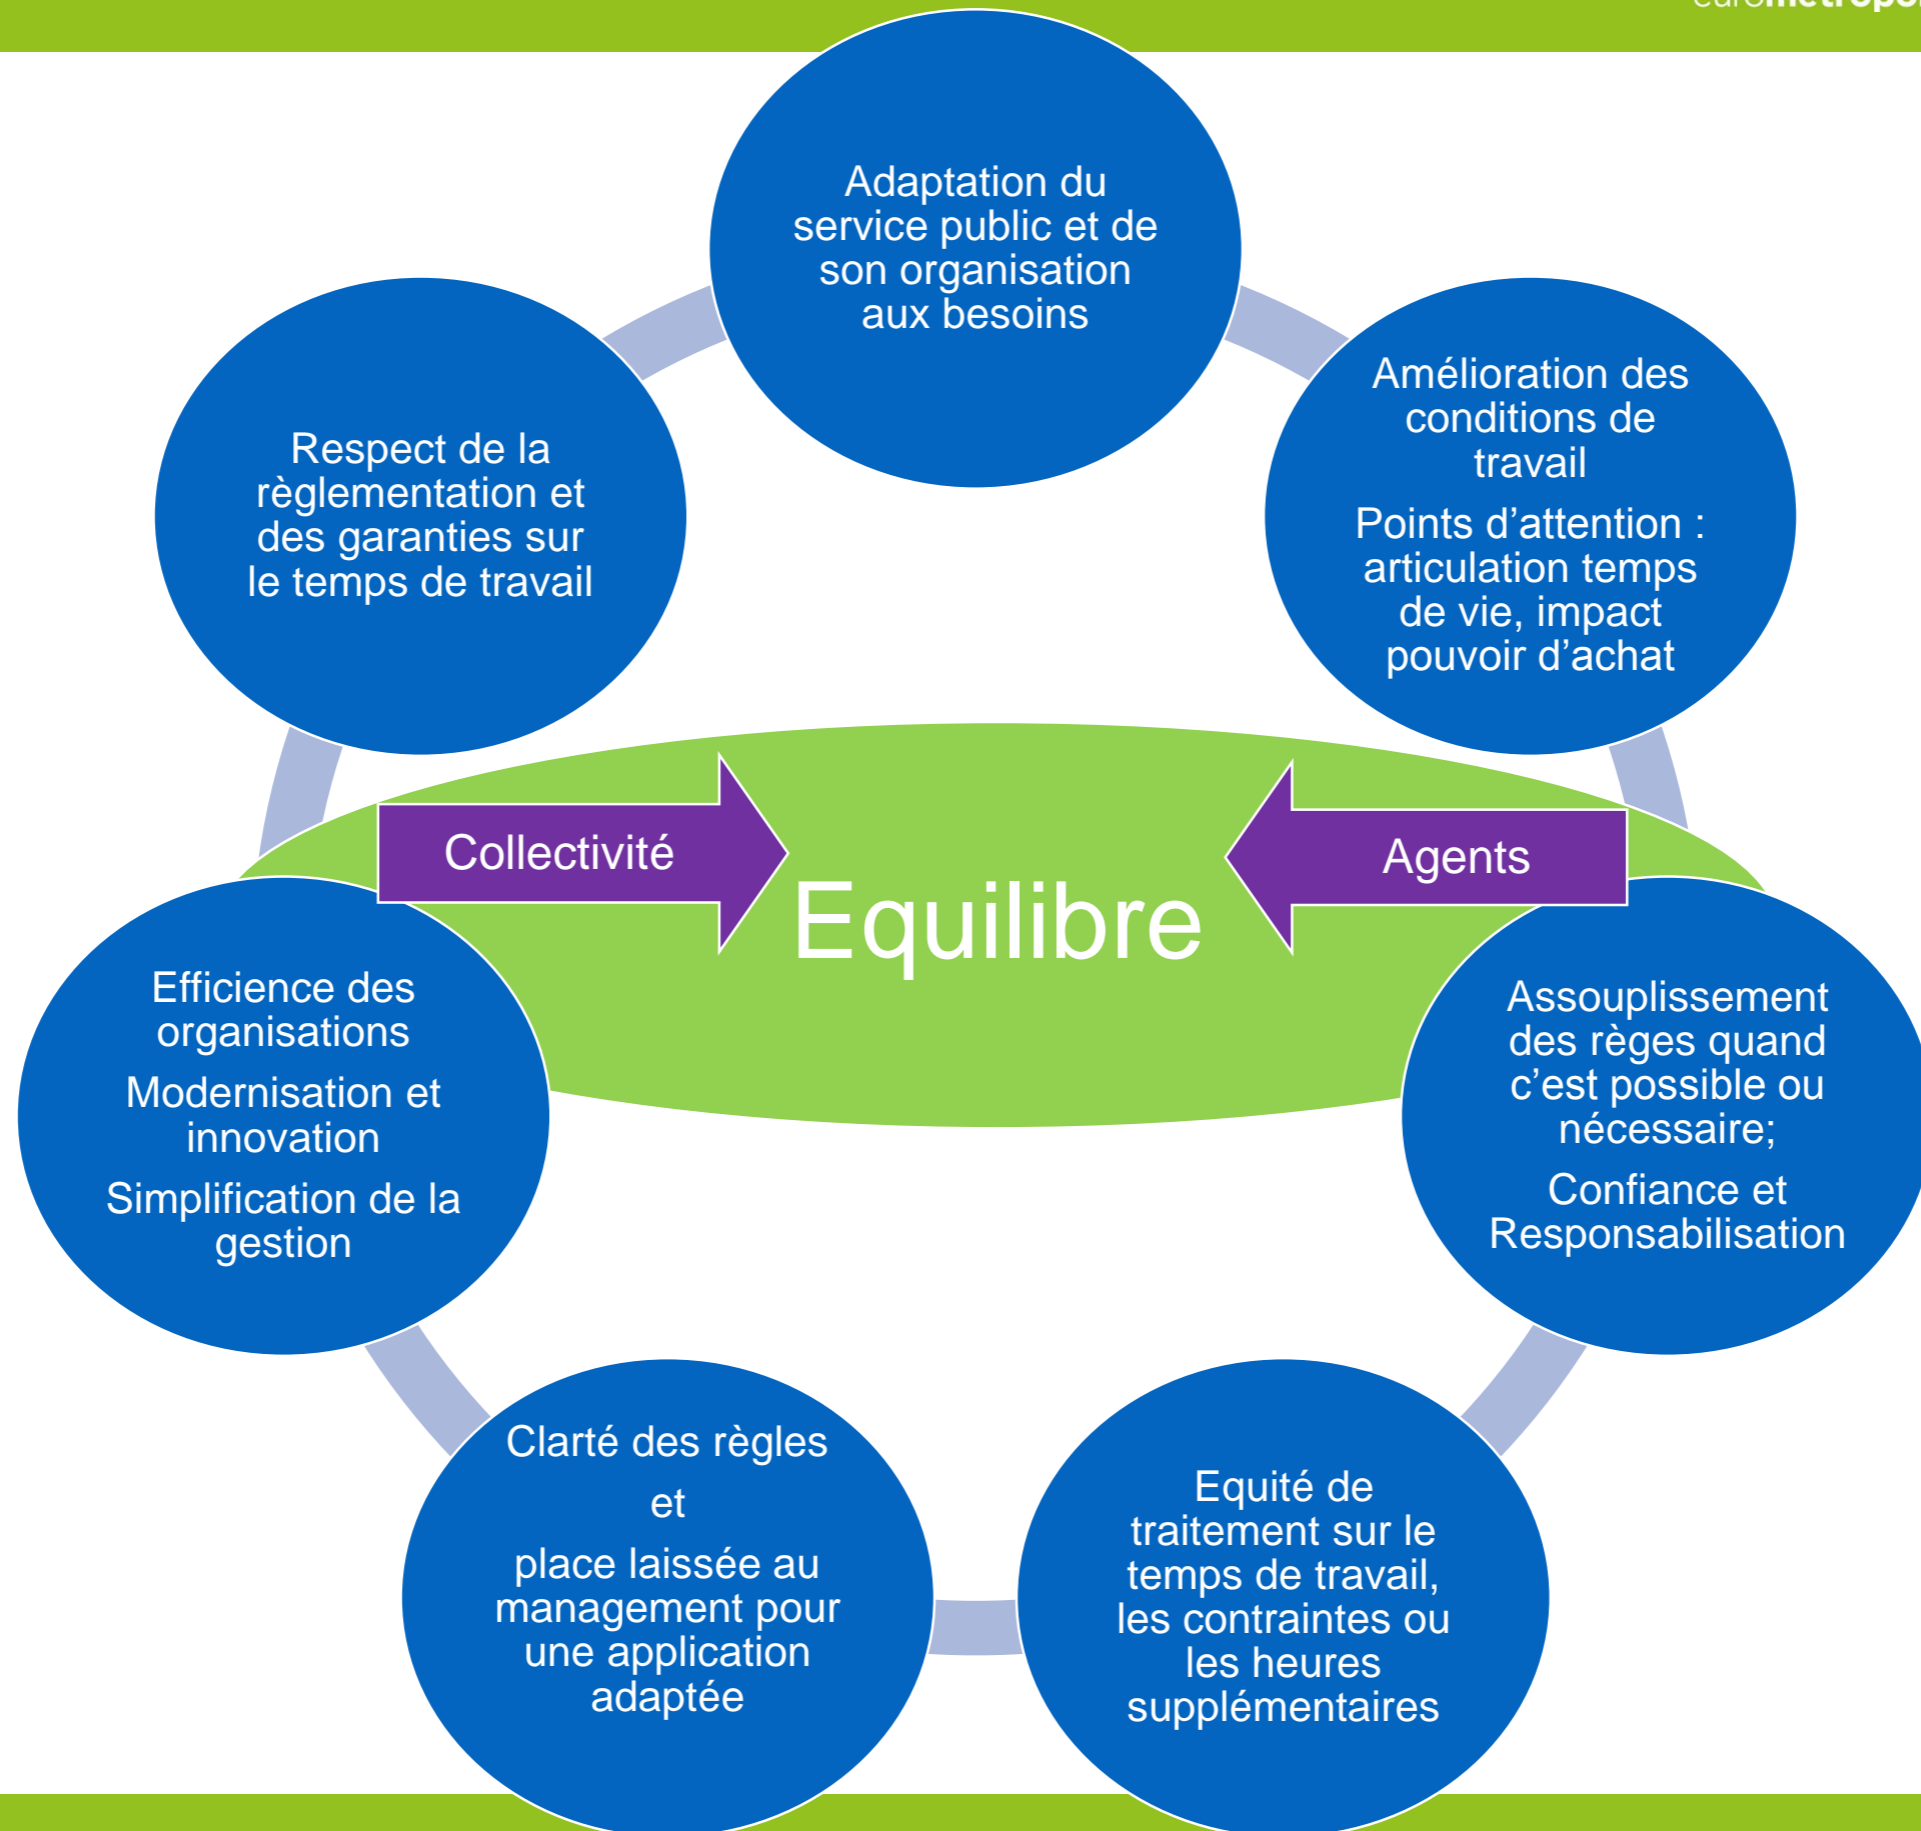 Adaptation du
service public et de
son organisation
aux besoins
Amélioration des
conditions de
travail
Points d’attention :
articulation temps
de vie, impact
pouvoir d’achat
Assouplissement
des règes quand
c’est possible ou
nécessaire;
Confiance et
Responsabilisation
Equité de
traitement sur le
temps de travail,
les contraintes ou
les heures
supplémentaires
Clarté des règles
et
place laissée au
management pour
une application
adaptée
Efficience des
organisations
Modernisation et
innovation
Simplification de la
gestion
Respect de la
règlementation et
des garanties sur
le temps de travail
Collectivité
Equilibre
Agents